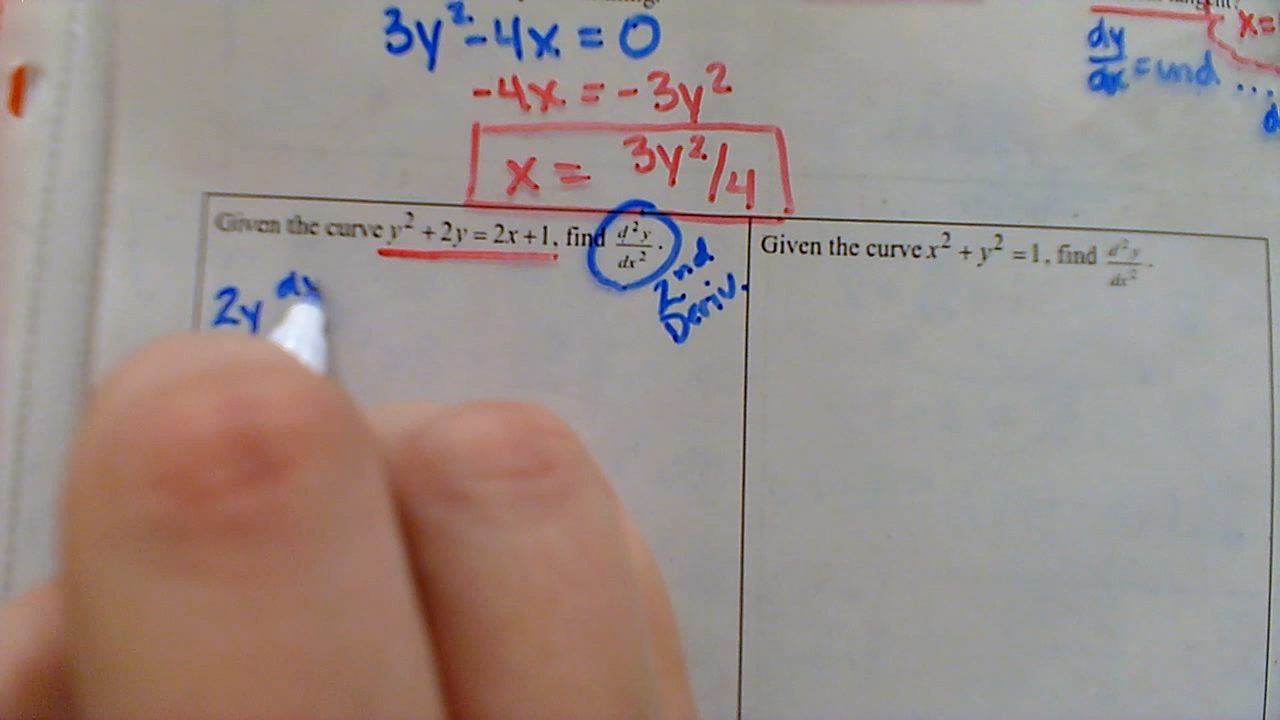 3y² - 4x = 0
-4x = -3y²
x = 3y²/4
x=
dy/dx = und ...
Given the curve y² + 2y = 2x + 1, find d²y/dx².
2nd
Deriv.
2y
Given the curve x² + y² = 1, find d²y/dx².